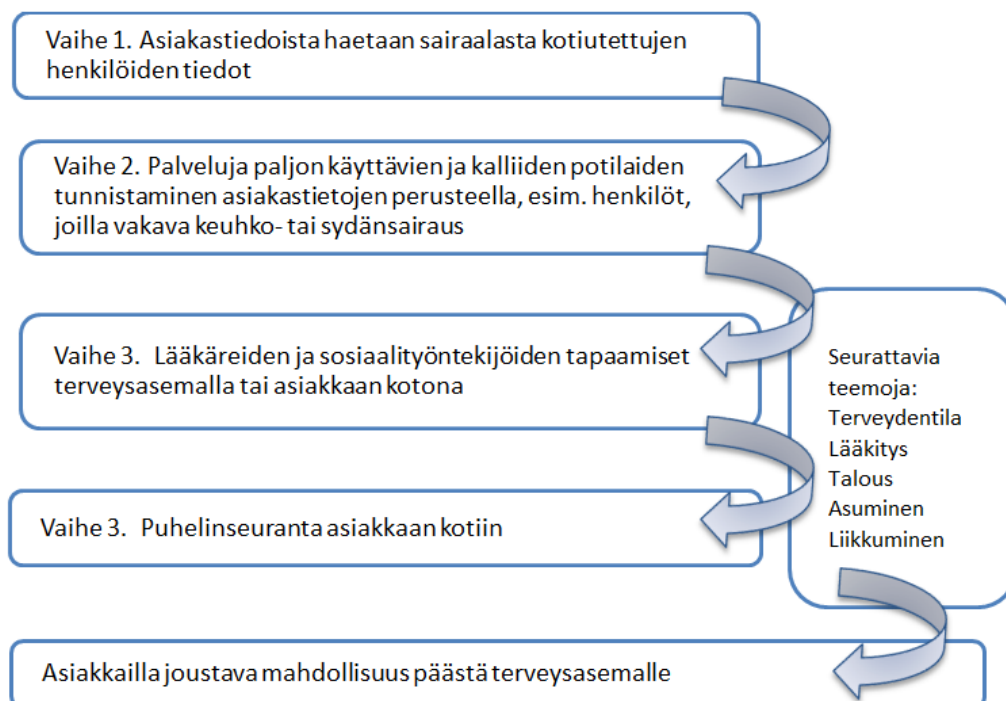 Vaihe 1. Asiakastiedoista haetaan sairaalasta kotiutettujen
henkilöiden tiedot
Vaihe 2. Palveluja paljon käyttävien ja kalliiden potilaiden
tunnistaminen asiakastietojen perusteella, esim. henkilöt,
joilla vakava keuhko- tai sydänsairaus
Vaihe 3. Lääkäreiden ja sosiaalityöntekijöiden tapaamiset
terveysasemalla tai asiakkaan kotona
Vaihe 3. Puhelinseuranta asiakkaan kotiin
Seurattavia
teemoja:
Terveydentila
Lääkitys
Talous
Asuminen
Liikkuminen
Asiakkailla joustava mahdollisuus päästä terveysasemalle